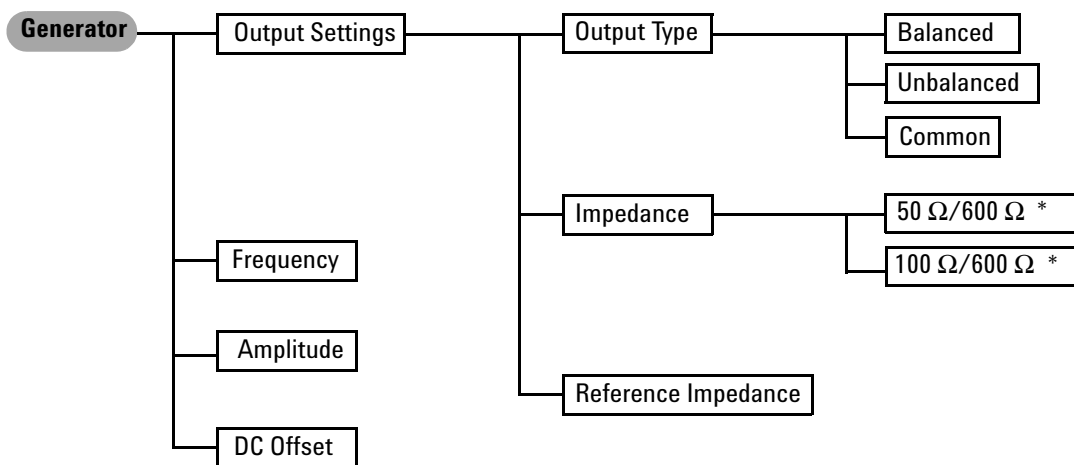 Generator
Output Settings
Output Type
Balanced
Unbalanced
Common
Impedance
50 Ω/600 Ω *
100 Ω/600 Ω *
Frequency
Amplitude
Reference Impedance
DC Offset